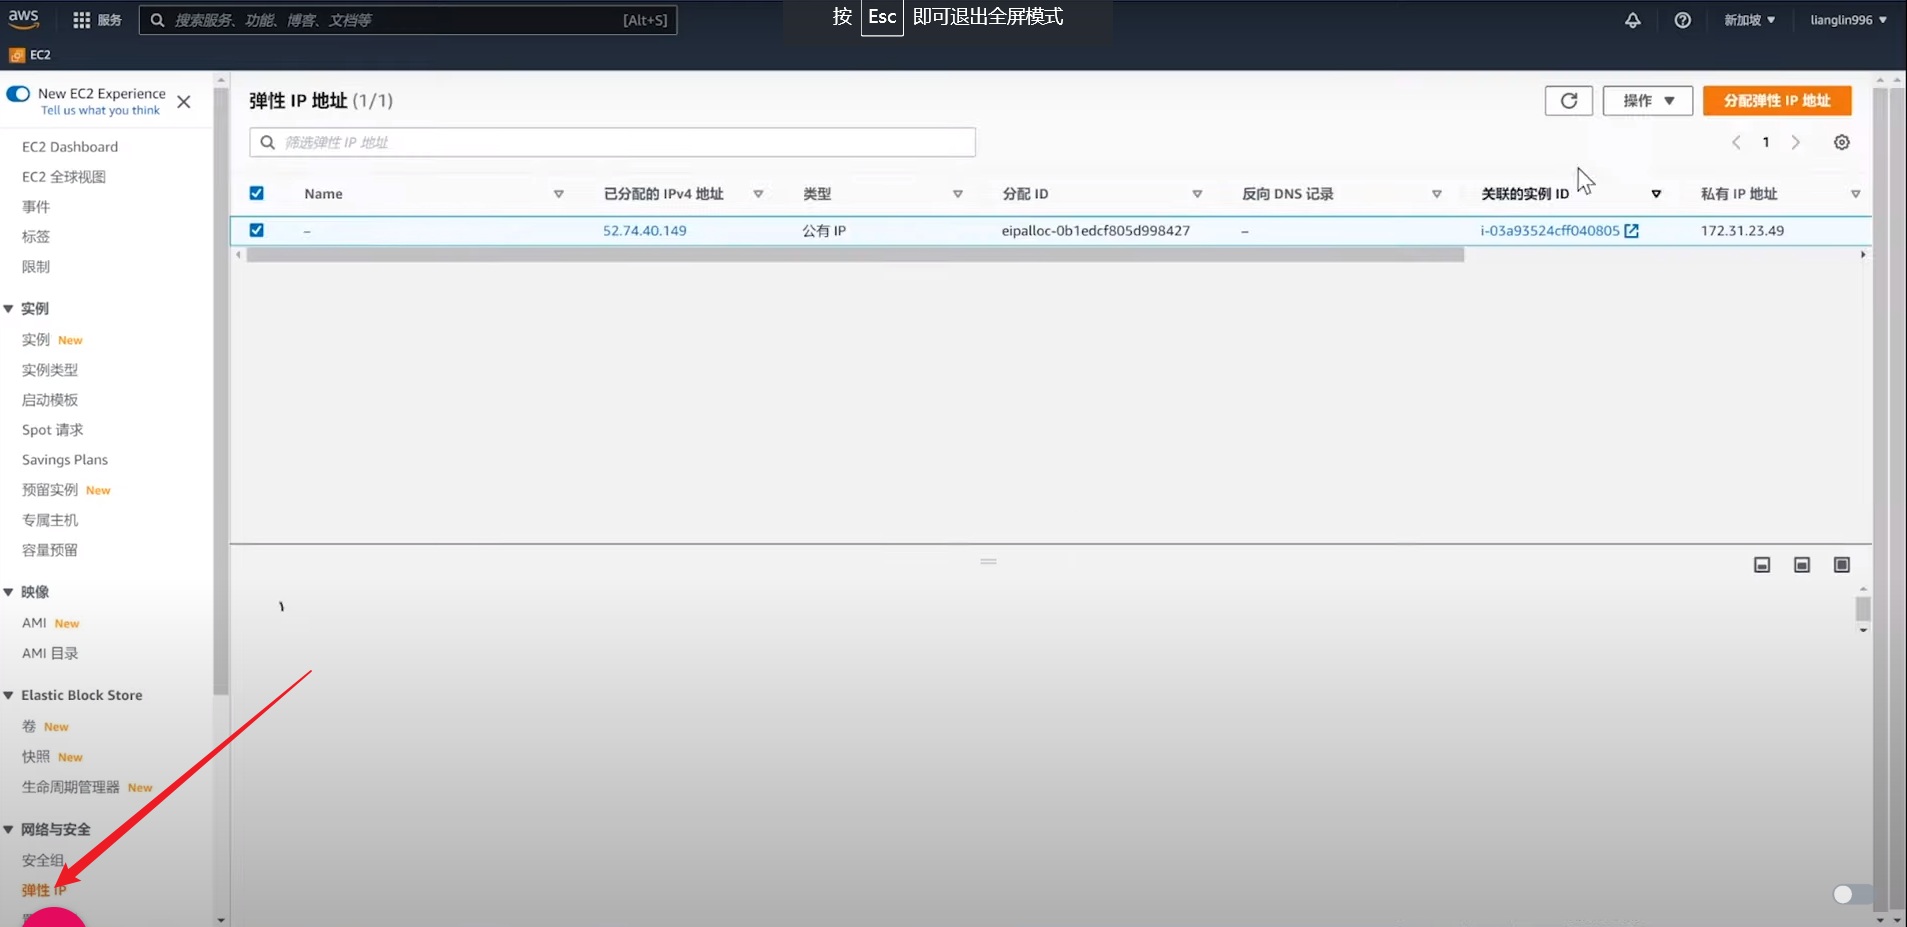 aws
服务
搜索服务、功能、博客、文档等
[Alt+S]
按 Esc 即可退出全屏模式
新加坡
lianglin996
EC2
New EC2 Experience
Tell us what you think
EC2 Dashboard
EC2 全球视图
事件
标签
限制
实例
实例 New
实例类型
启动模板
Spot 请求
Savings Plans
预留实例 New
专属主机
容量预留
映像
AMI New
AMI 目录
Elastic Block Store
卷 New
快照 New
生命周期管理器 New
网络与安全
安全组
弹性 IP
弹性 IP 地址 (1/1)
操作
分配弹性 IP 地址
筛选弹性 IP 地址
1
Name 已分配的 IPv4 地址 类型 分配 ID 反向 DNS 记录 关联的实例 ID 私有 IP 地址
– 52.74.40.149 公有 IP eipalloc-0b1edcf805d998427 – i-03a93524cff040805 172.31.23.49